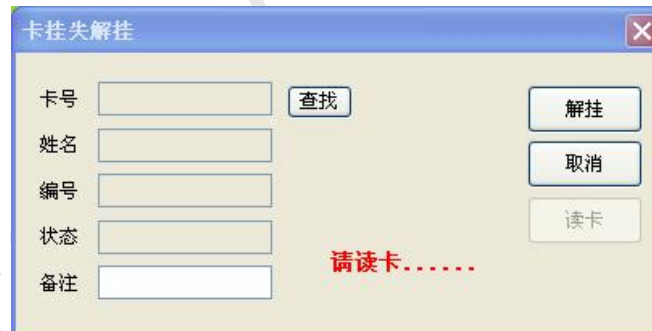 卡挂失解挂
卡号
查找
解挂
姓名
取消
编号
读卡
状态
请读卡......
备注